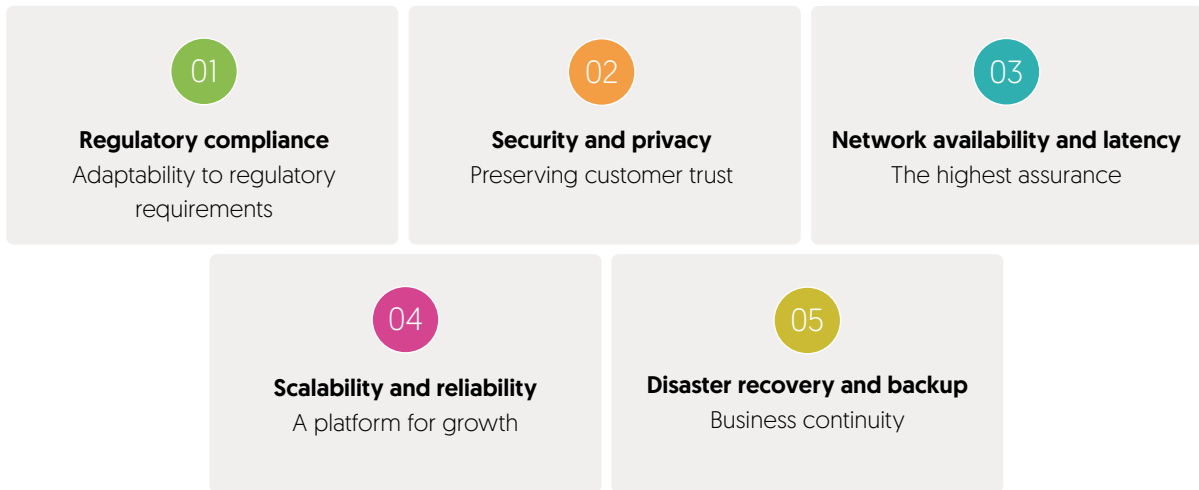 01
Regulatory compliance
Adaptability to regulatory
requirements
02
Security and privacy
Preserving customer trust
03
Network availability and latency
The highest assurance
04
Scalability and reliability
A platform for growth
05
Disaster recovery and backup
Business continuity